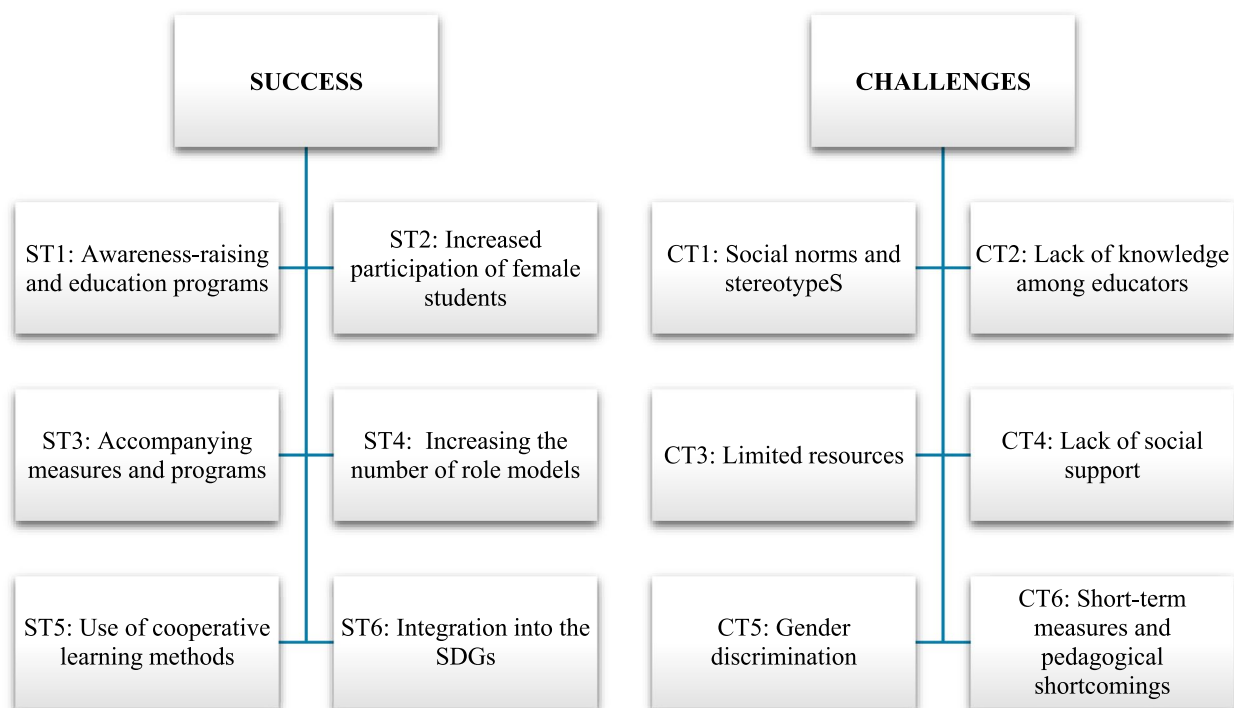 SUCCESS
ST1: Awareness-raising
and education programs
ST2: Increased
participation of female
students
ST3: Accompanying
measures and programs
ST4:  Increasing the
number of role models
ST5: Use of cooperative
learning methods
ST6: Integration into the
SDGs
CHALLENGES
CT1: Social norms and
stereotypeS
CT2: Lack of knowledge
among educators
CT3: Limited resources
CT4: Lack of social
support
CT5: Gender
discrimination
CT6: Short-term
measures and
pedagogical
shortcomings